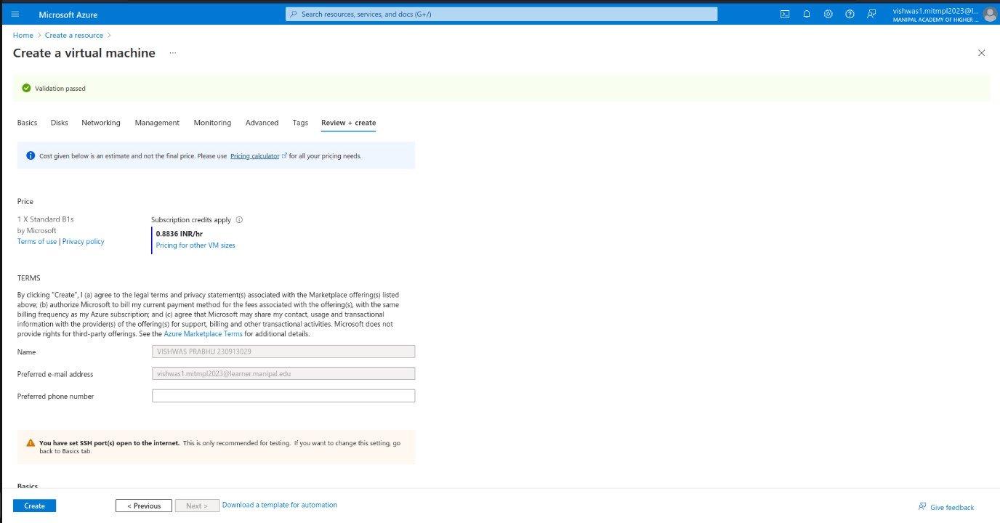 Microsoft Azure
Search resources, services, and docs (G+/)
vishwas1.mitmpl2023@l...
MANIPAL ACADEMY OF HIGHER ...
Home > Create a resource >
Create a virtual machine ...
Validation passed
Basics Disks Networking Management Monitoring Advanced Tags Review + create
Cost given below is an estimate and not the final price. Please use Pricing calculator for all your pricing needs.
Price
1 X Standard B1s
by Microsoft
Terms of use | Privacy policy
Subscription credits apply
0.8836 INR/hr
Pricing for other VM sizes
TERMS
By clicking "Create", I (a) agree to the legal terms and privacy statement(s) associated with the Marketplace offering(s) listed
above; (b) authorize Microsoft to bill my current payment method for the fees associated with the offering(s), with the same
billing frequency as my Azure subscription; and (c) agree that Microsoft may share my contact, usage and transactional
information with the provider(s) of the offering(s) for support, billing and other transactional activities. Microsoft does not
provide rights for third-party offerings. See the Azure Marketplace Terms for additional details.
Name VISHWAS PRABHU 230913029
Preferred e-mail address vishwas1.mitmpl2023@learner.manipal.edu
Preferred phone number
You have set SSH port(s) open to the internet. This is only recommended for testing. If you want to change this setting, go
back to Basics tab.
Basics
Create < Previous Next > Download a template for automation Give feedback